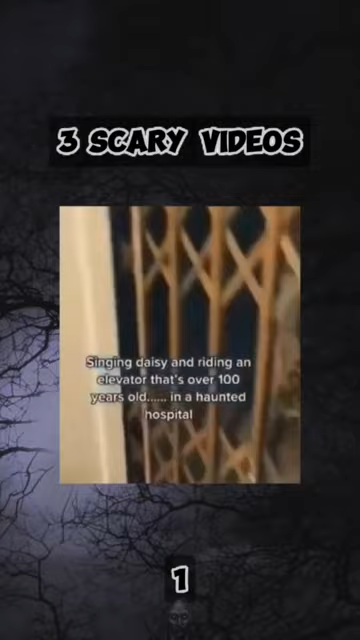 3 SCARY VIDEOS
Singing daisy and riding an
elevator that's over 100
years old...... in a haunted
hospital
1